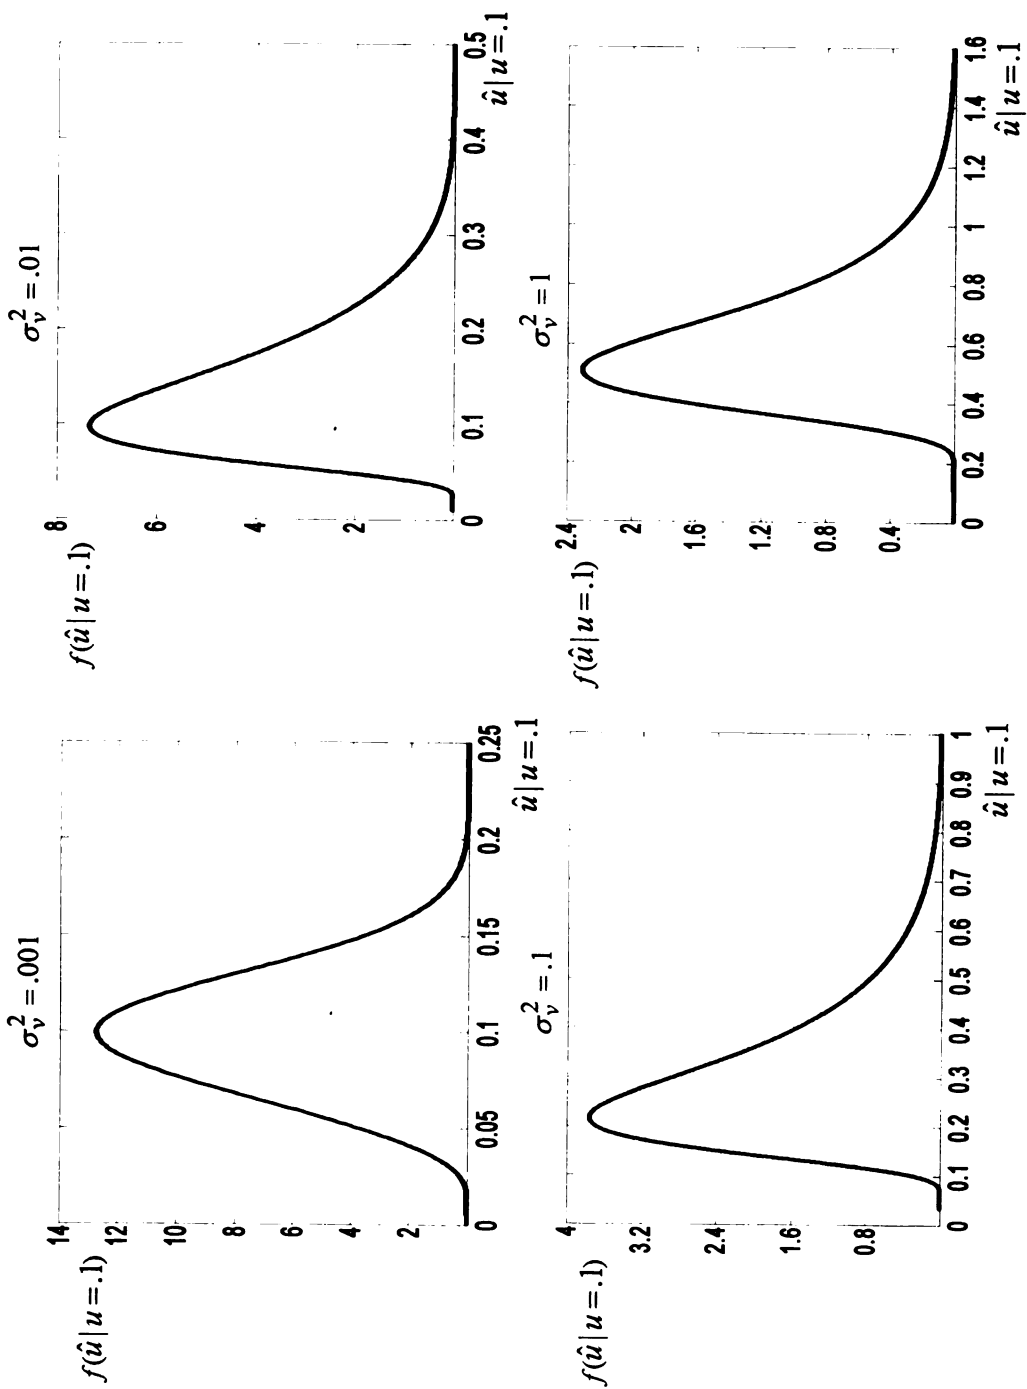 σ_v^2 = .001
f(û | u = .1)
14
12
10
8
6
4
2
0 0.05 0.1 0.15 0.2 0.25
û | u = .1
σ_v^2 = .01
f(û | u = .1)
8
6
4
2
0 0.1 0.2 0.3 0.4 0.5
û | u = .1
σ_v^2 = .1
f(û | u = .1)
4
3.2
2.4
1.6
0.8
0 0.1 0.2 0.3 0.4 0.5 0.6 0.7 0.8 0.9 1
û | u = .1
σ_v^2 = 1
f(û | u = .1)
2.4
2
1.6
1.2
0.8
0.4
0 0.2 0.4 0.6 0.8 1 1.2 1.4 1.6
û | u = .1